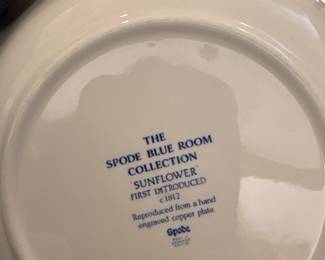 THE
SPODE BLUE ROOM
COLLECTION
'SUNFLOWER'
FIRST INTRODUCED
c1812
Reproduced from a hand
engraved copper plate.
Spode